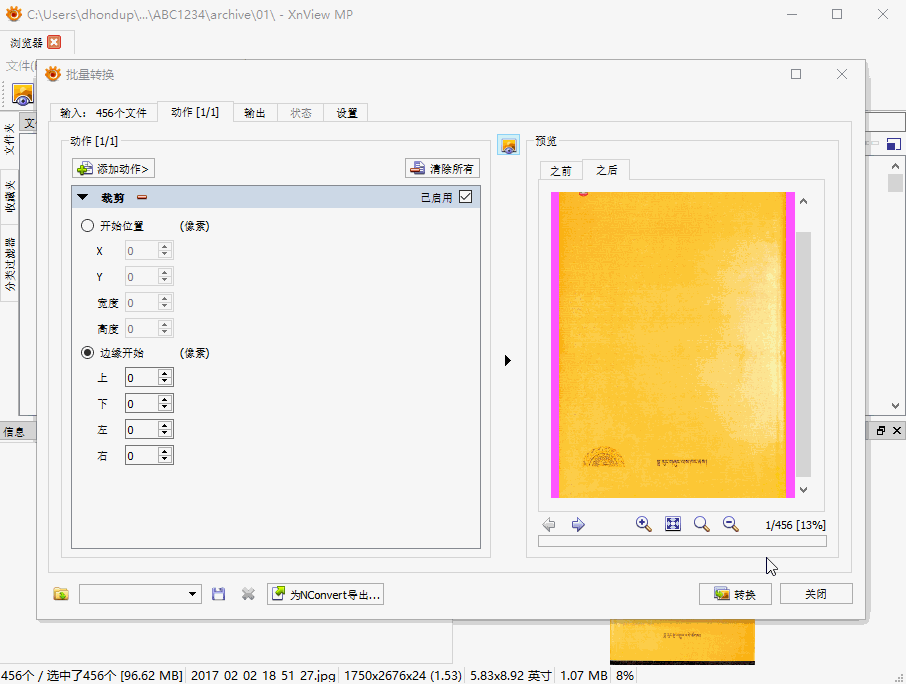 C:\Users\dhondup\...\ABC1234\archive\01\ - XnView MP
浏览器
文件(
批量转换
输入： 456个文件
动作 [1/1]
输出
状态
设置
文件夹
收藏夹
分类过滤器
动作 [1/1]
添加动作>
清除所有
裁剪
已启用
开始位置 (像素)
X 0
Y 0
宽度 0
高度 0
边缘开始 (像素)
上 0
下 0
左 0
右 0
预览
之前
之后
1/456 [13%]
信息
为NConvert导出...
转换
关闭
456个 / 选中了456个 [96.62 MB]
2017 02 02 18 51 27.jpg
1750x2676x24 (1.53)
5.83x8.92 英寸
1.07 MB
8%